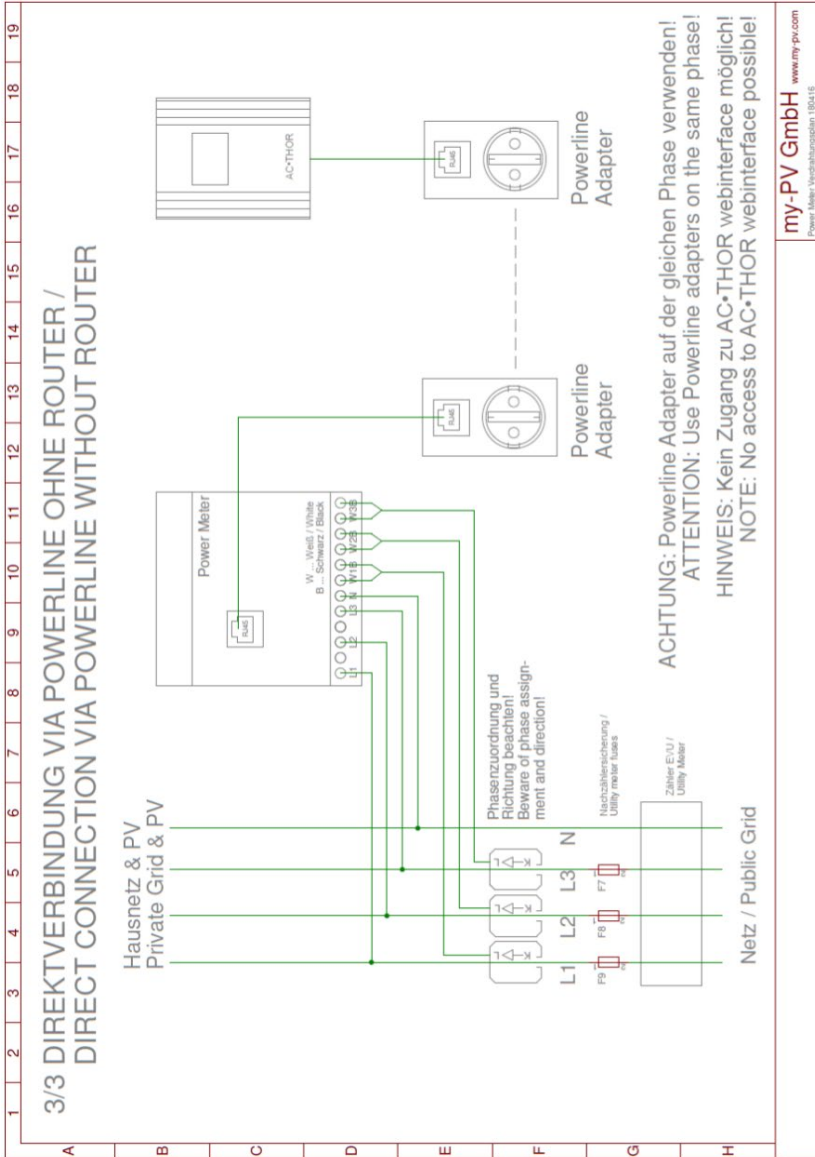 1 2 3 4 5 6 7 8 9 10 11 12 13 14 15 16 17 18 19
A
B
C
D
E
F
G
H
3/3 DIREKTVERBINDUNG VIA POWERLINE OHNE ROUTER /
DIRECT CONNECTION VIA POWERLINE WITHOUT ROUTER
Hausnetz & PV
Private Grid & PV
Power Meter
RJ45
W ... Weiß / White
B ... Schwarz / Black
L1 L2 L3 N W1B W2B W3B
AC•THOR
RJ45
Powerline
Adapter
RJ45
Powerline
Adapter
Phasenzuordnung und
Richtung beachten!
Beware of phase assign-
ment and direction!
L1 L2 L3 N
F9 F8 F7
Nachzählersicherung /
Utility meter fuses
Zähler EVU /
Utility Meter
Netz / Public Grid
ACHTUNG: Powerline Adapter auf der gleichen Phase verwenden!
ATTENTION: Use Powerline adapters on the same phase!
HINWEIS: Kein Zugang zu AC•THOR webinterface möglich!
NOTE: No access to AC•THOR webinterface possible!
my-PV GmbH www.my-pv.com
Power Meter Verdrahtungsplan 180416